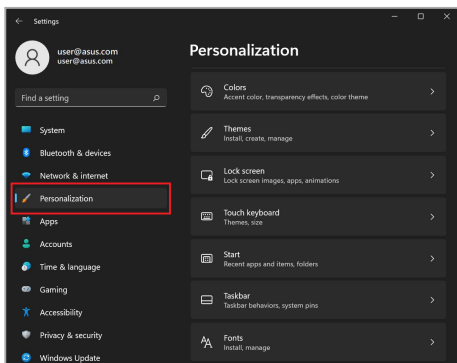 Settings
user@asus.com
user@asus.com
Find a setting
System
Bluetooth & devices
Network & internet
Personalization
Apps
Accounts
Time & language
Gaming
Accessibility
Privacy & security
Windows Update
Personalization
Colors
Accent color, transparency effects, color theme
Themes
Install, create, manage
Lock screen
Lock screen images, apps, animations
Touch keyboard
Themes, size
Start
Recent apps and items, folders
Taskbar
Taskbar behaviors, system pins
Fonts
Install, manage